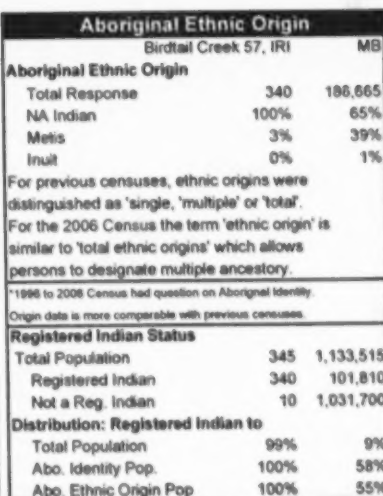 Aboriginal Ethnic Origin
Birdtail Creek 57, IRI MB
Aboriginal Ethnic Origin
Total Response 340 186,665
NA Indian 100% 65%
Metis 3% 39%
Inuit 0% 1%
For previous censuses, ethnic origins were
distinguished as 'single, 'multiple' or 'total'.
For the 2006 Census the term 'ethnic origin' is
similar to 'total ethnic origins' which allows
persons to designate multiple ancestory.
*1996 to 2006 Census had question on Aboriginal Identity.
Origin data is more comparable with previous censuses.
Registered Indian Status
Total Population 345 1,133,515
Registered Indian 340 101,810
Not a Reg. Indian 10 1,031,700
Distribution: Registered Indian to
Total Population 99% 9%
Abo. Identity Pop. 100% 58%
Abo. Ethnic Origin Pop 100% 55%